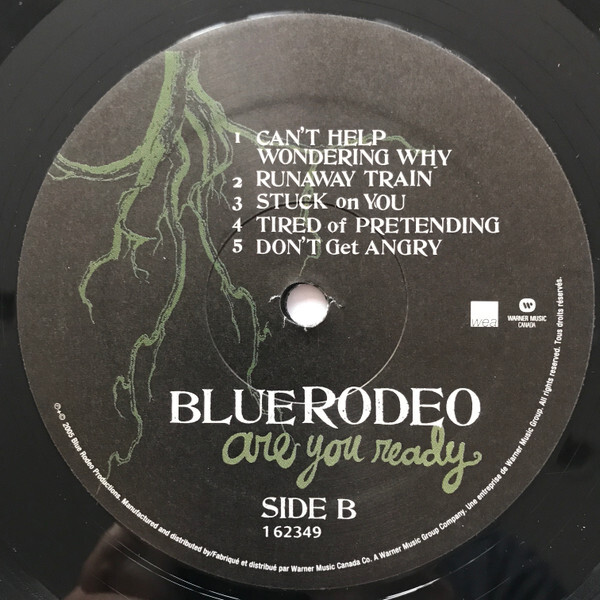 1 CAN'T HELP
WONDERING WHY
2 RUNAWAY TRAIN
3 STUCK on YOU
4 TIRED of PRETENDING
5 DON'T Get ANGRY
wea
WARNER MUSIC
CANADA
BLUE RODEO
are you ready
SIDE B
162349
℗+© 2005 Blue Rodeo Productions. Manufactured and distributed by/Fabriqué et distribué par Warner Music Canada Co. A Warner Music Group Company. Une entreprise de Warner Music Group. All rights reserved. Tous droits réservés.